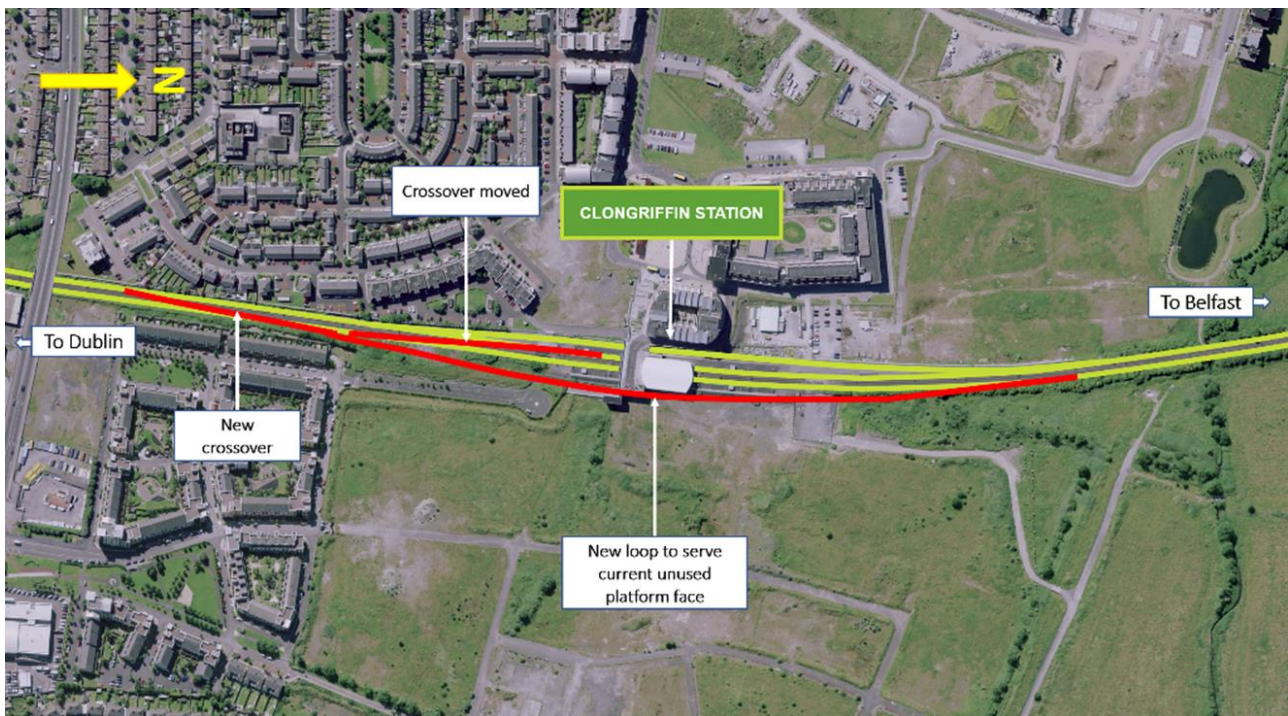 N
Crossover moved
CLONGRIFFIN STATION
To Belfast
To Dublin
New
crossover
New loop to serve
current unused
platform face